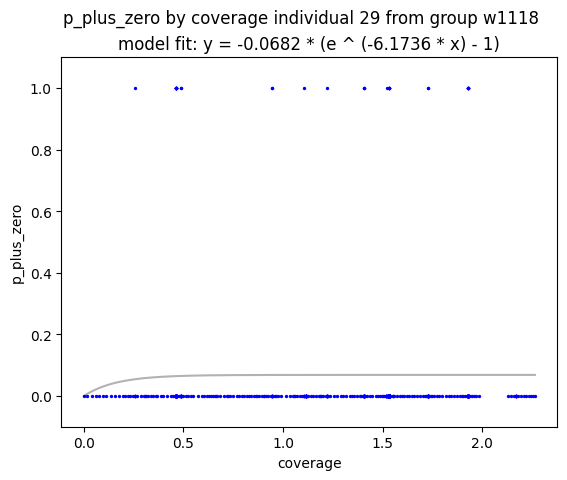 p_plus_zero by coverage individual 29 from group w1118
model fit: y = -0.0682 * (e ^ (-6.1736 * x) - 1)
1.0
0.8
0.6
0.4
0.2
0.0
p_plus_zero
0.0 0.5 1.0 1.5 2.0
coverage